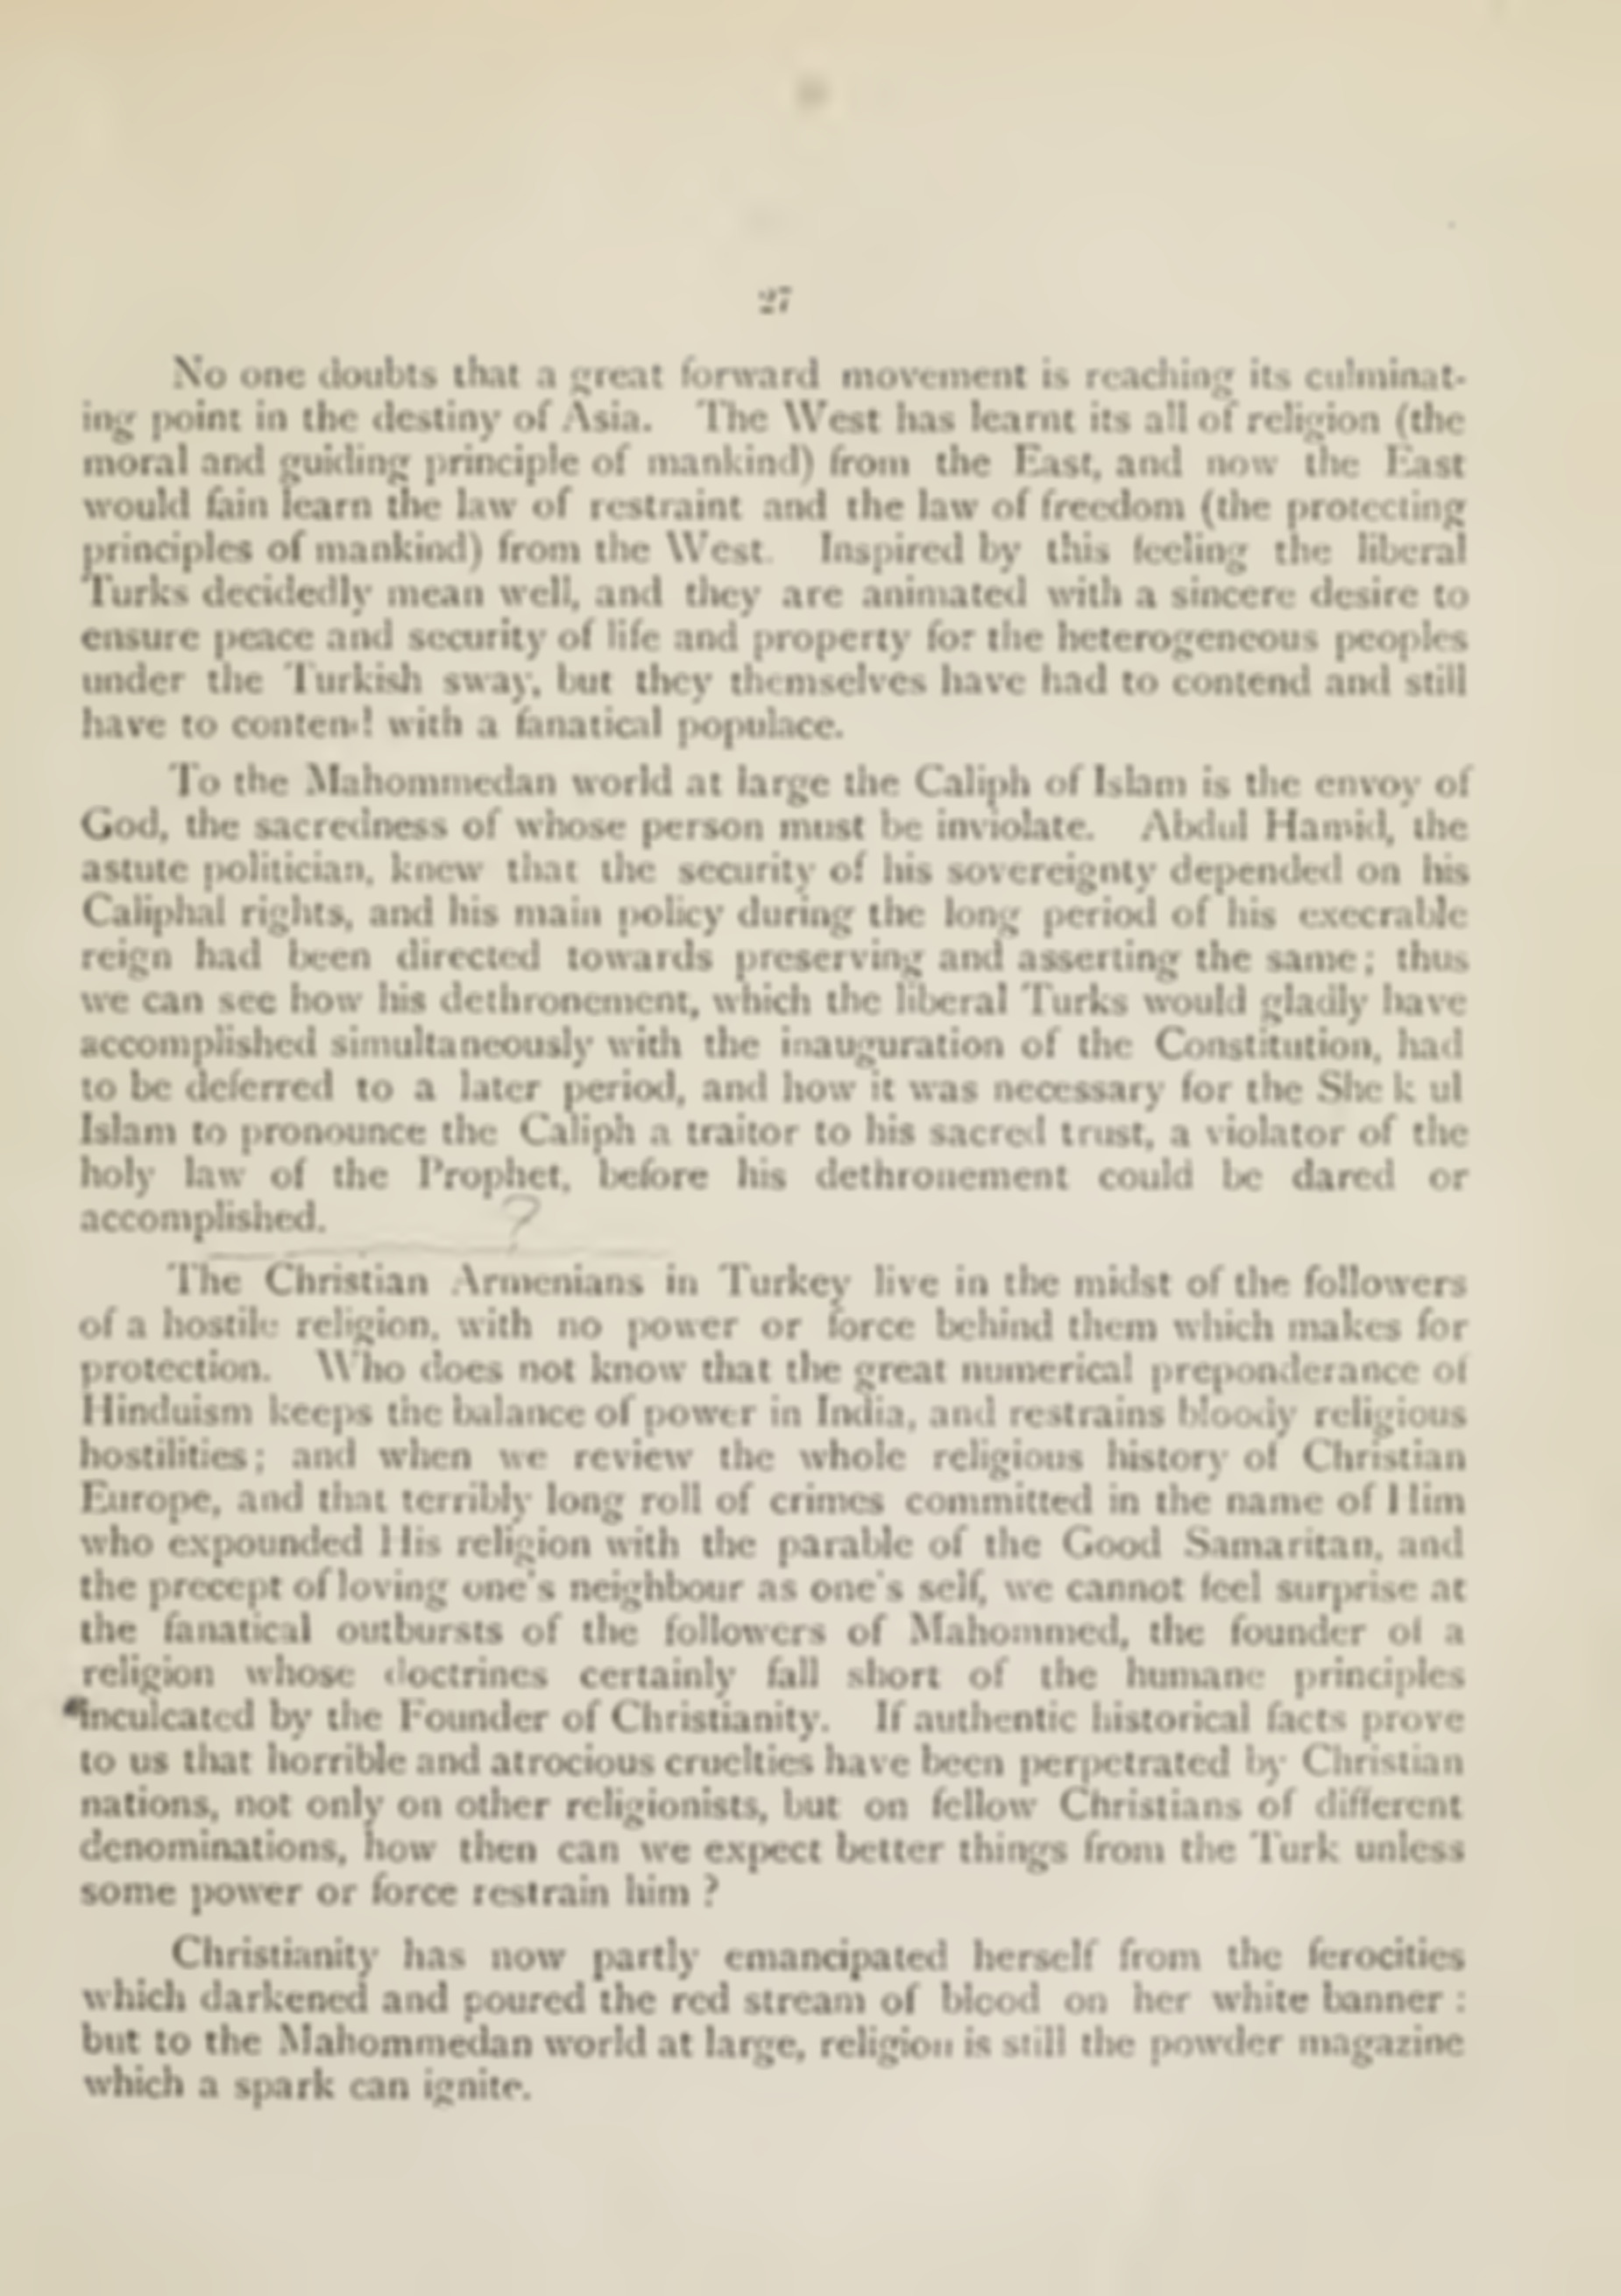 27
No one doubts that a great forward movement is reaching its culminat-
ing point in the destiny of Asia. The West has learnt its all of religion (the
moral and guiding principle of mankind) from the East, and now the East
would fain learn the law of restraint and the law of freedom (the protecting
principles of mankind) from the West. Inspired by this feeling the liberal
Turks decidedly mean well, and they are animated with a sincere desire to
ensure peace and security of life and property for the heterogeneous peoples
under the Turkish sway, but they themselves have had to contend and still
have to contend with a fanatical populace.
To the Mahommedan world at large the Caliph of Islam is the envoy of
God, the sacredness of whose person must be inviolate. Abdul Hamid, the
astute politician, knew that the security of his sovereignty depended on his
Caliphal rights, and his main policy during the long period of his execrable
reign had been directed towards preserving and asserting the same; thus
we can see how his dethronement, which the liberal Turks would gladly have
accomplished simultaneously with the inauguration of the Constitution, had
to be deferred to a later period, and how it was necessary for the She k ul
Islam to pronounce the Caliph a traitor to his sacred trust, a violator of the
holy law of the Prophet, before his dethronement could be dared or
accomplished.
?
The Christian Armenians in Turkey live in the midst of the followers
of a hostile religion, with no power or force behind them which makes for
protection. Who does not know that the great numerical preponderance of
Hinduism keeps the balance of power in India, and restrains bloody religious
hostilities; and when we review the whole religious history of Christian
Europe, and that terribly long roll of crimes committed in the name of Him
who expounded His religion with the parable of the Good Samaritan, and
the precept of loving one's neighbour as one's self, we cannot feel surprise at
the fanatical outbursts of the followers of Mahommed, the founder of a
religion whose doctrines certainly fall short of the humane principles
inculcated by the Founder of Christianity. If authentic historical facts prove
to us that horrible and atrocious cruelties have been perpetrated by Christian
nations, not only on other religionists, but on fellow Christians of different
denominations, how then can we expect better things from the Turk unless
some power or force restrain him ?
Christianity has now partly emancipated herself from the ferocities
which darkened and poured the red stream of blood on her white banner :
but to the Mahommedan world at large, religion is still the powder magazine
which a spark can ignite.